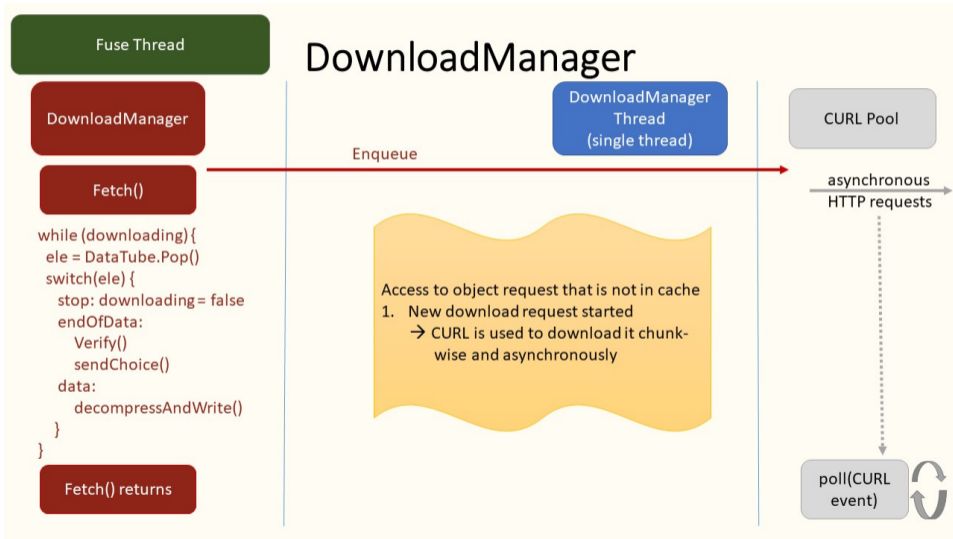 Fuse Thread
DownloadManager
DownloadManager
DownloadManager
Thread
(single thread)
CURL Pool
Enqueue
Fetch()
asynchronous
HTTP requests
while (downloading) {
ele = DataTube.Pop()
switch(ele) {
stop: downloading = false
endOfData:
Verify()
sendChoice()
data:
decompressAndWrite()
}
}
Access to object request that is not in cache
1. New download request started
→ CURL is used to download it chunk-
wise and asynchronously
Fetch() returns
poll(CURL
event)